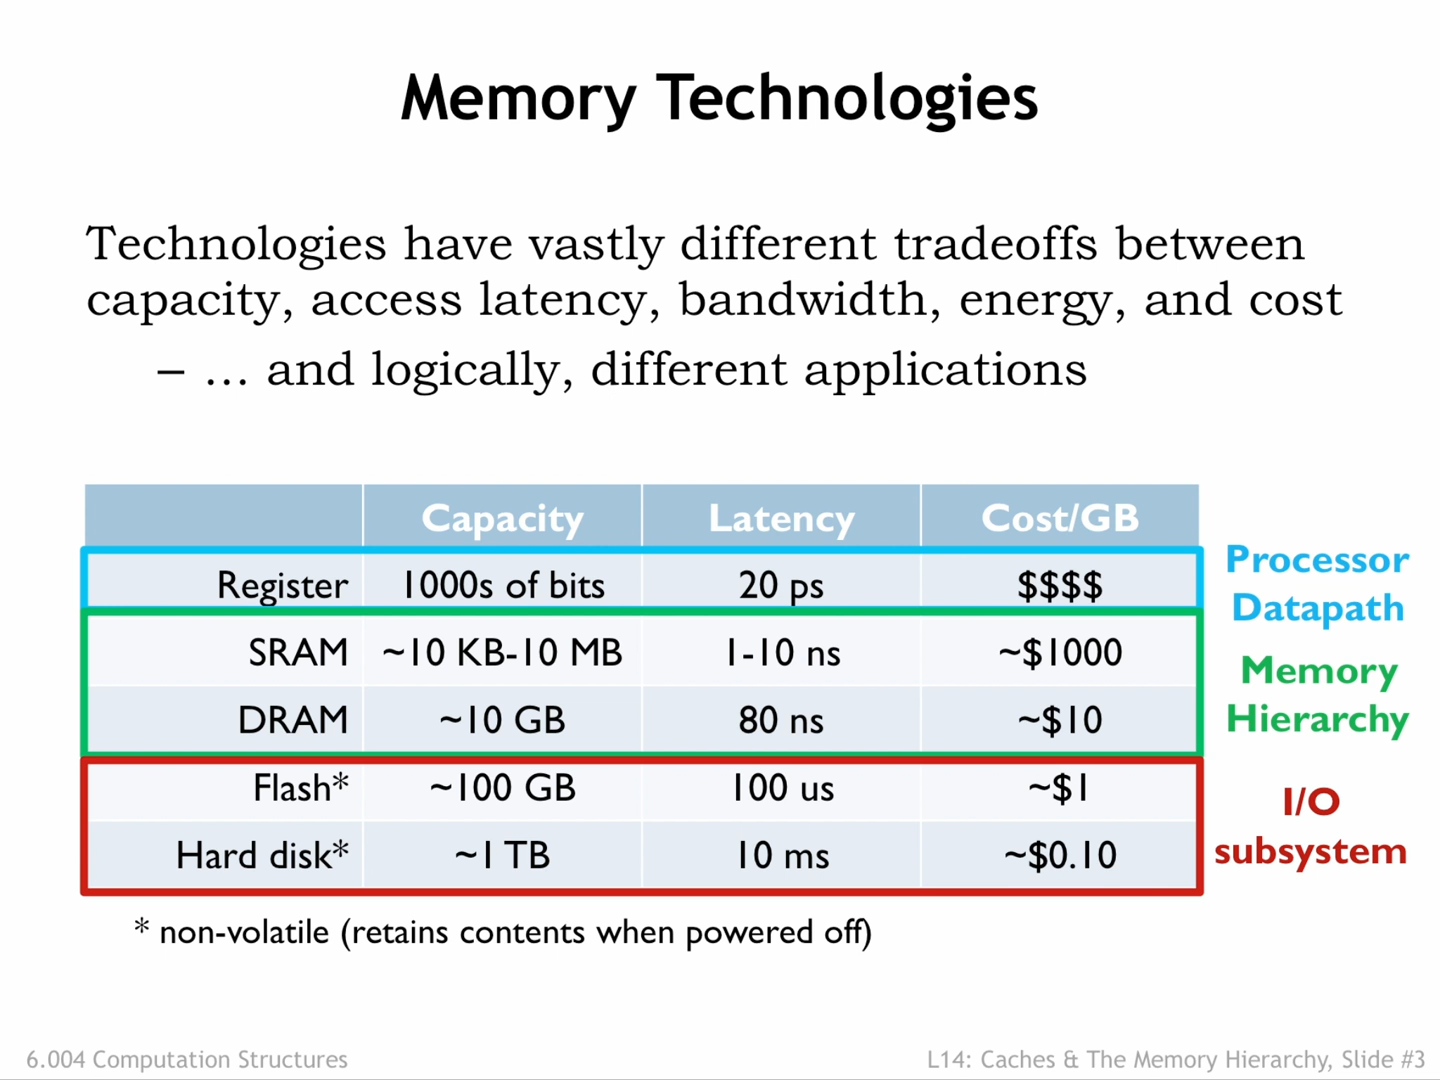 Memory Technologies
Technologies have vastly different tradeoffs between
capacity, access latency, bandwidth, energy, and cost
– … and logically, different applications
Capacity Latency Cost/GB
Register 1000s of bits 20 ps $$$$
SRAM ~10 KB-10 MB 1-10 ns ~$1000
DRAM ~10 GB 80 ns ~$10
Flash* ~100 GB 100 us ~$1
Hard disk* ~1 TB 10 ms ~$0.10
Processor
Datapath
Memory
Hierarchy
I/O
subsystem
* non-volatile (retains contents when powered off)
6.004 Computation Structures
L14: Caches & The Memory Hierarchy, Slide #3